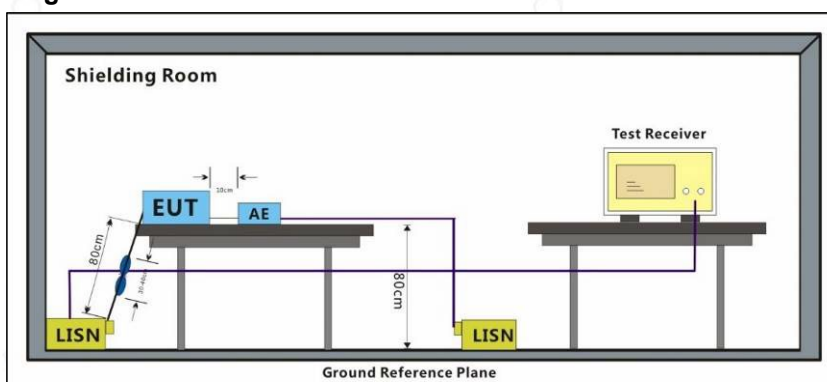 Shielding Room
Test Receiver
10cm
EUT
AE
80cm
80cm
LISN
LISN
Ground Reference Plane